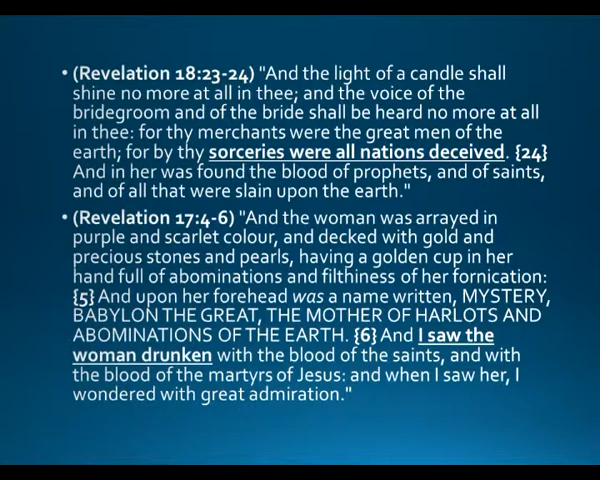 • (Revelation 18:23-24) "And the light of a candle shall
shine no more at all in thee; and the voice of the
bridegroom and of the bride shall be heard no more at all
in thee: for thy merchants were the great men of the
earth; for by thy sorceries were all nations deceived. {24}
And in her was found the blood of prophets, and of saints,
and of all that were slain upon the earth."
• (Revelation 17:4-6) "And the woman was arrayed in
purple and scarlet colour, and decked with gold and
precious stones and pearls, having a golden cup in her
hand full of abominations and filthiness of her fornication:
{5} And upon her forehead was a name written, MYSTERY,
BABYLON THE GREAT, THE MOTHER OF HARLOTS AND
ABOMINATIONS OF THE EARTH. {6} And I saw the
woman drunken with the blood of the saints, and with
the blood of the martyrs of Jesus: and when I saw her, I
wondered with great admiration."